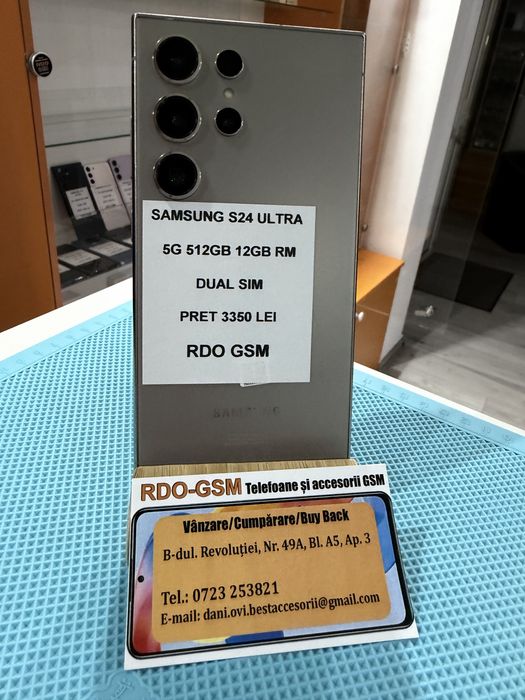 SAMSUNG S24 ULTRA
5G 512GB 12GB RM
DUAL SIM
PRET 3350 LEI
RDO GSM
SAMSUNG
RDO-GSM Telefoane și accesorii GSM
Vânzare/Cumpărare/Buy Back
B-dul. Revoluției, Nr. 49A, Bl. A5, Ap. 3
Tel.: 0723 253821
E-mail: dani.ovi.bestaccesorii@gmail.com